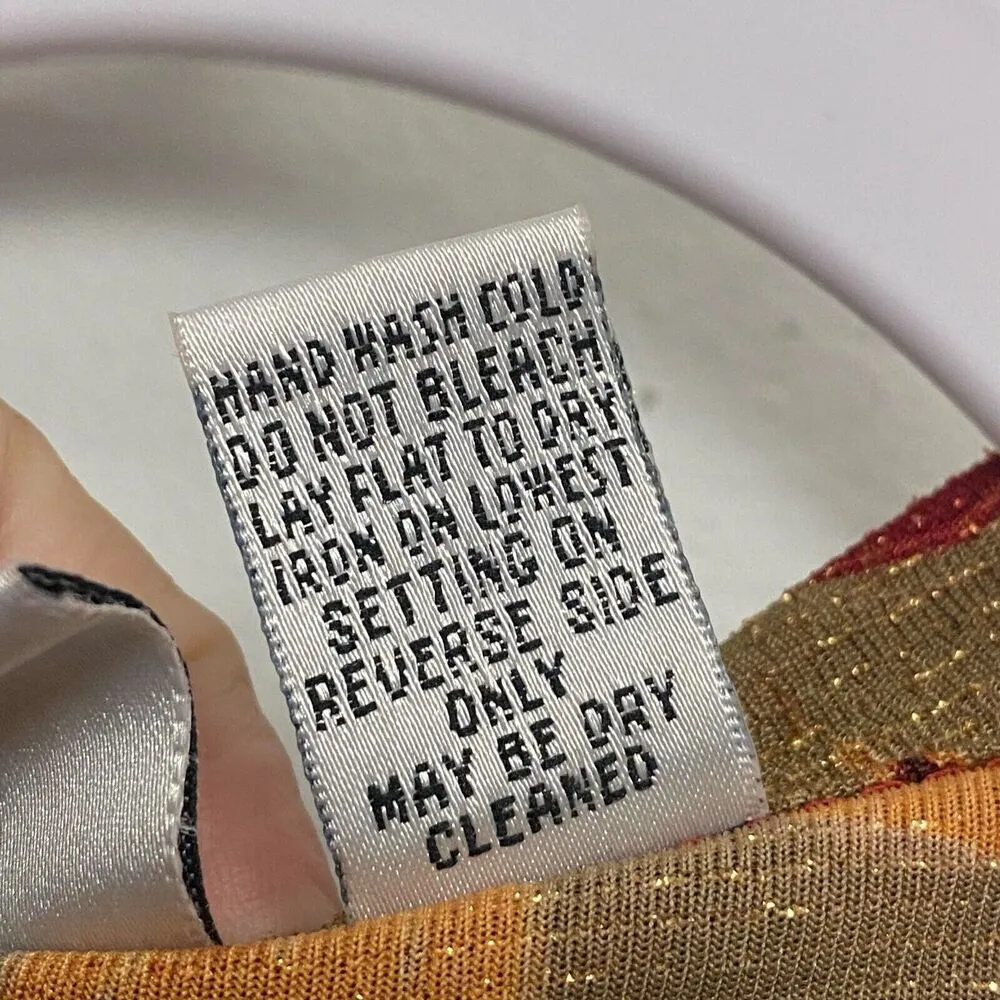 HAND WASH COLD
DO NOT BLEACH
LAY FLAT TO DRY
IRON ON LOWEST
SETTING ON
REVERSE SIDE
ONLY
MAY BE DRY
CLEANED